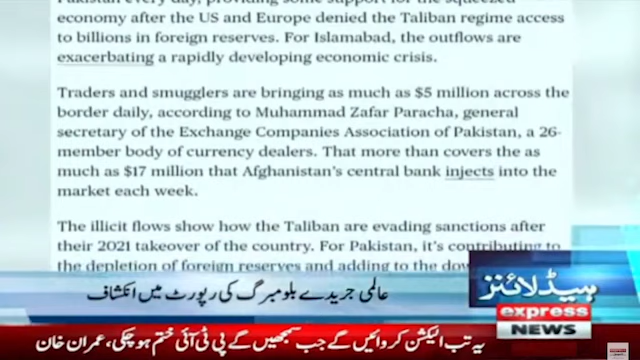 Pakistan every day, providing some support for the squeezed
economy after the US and Europe denied the Taliban regime access
to billions in foreign reserves. For Islamabad, the outflows are
exacerbating a rapidly developing economic crisis.
Traders and smugglers are bringing as much as $5 million across the
border daily, according to Muhammad Zafar Paracha, general
secretary of the Exchange Companies Association of Pakistan, a 26-
member body of currency dealers. That more than covers the as
much as $17 million that Afghanistan's central bank injects into the
market each week.
The illicit flows show how the Taliban are evading sanctions after
their 2021 takeover of the country. For Pakistan, it's contributing to
the depletion of foreign reserves and adding to the
عالمی جریدے بلومبرگ کی رپورٹ میں انکشاف
ہیڈلائنز
express
NEWS
یہ تب الیکشن کروائیں گے جب سمجھیں گے پی ٹی آئی ختم ہو چکی، عمران خان